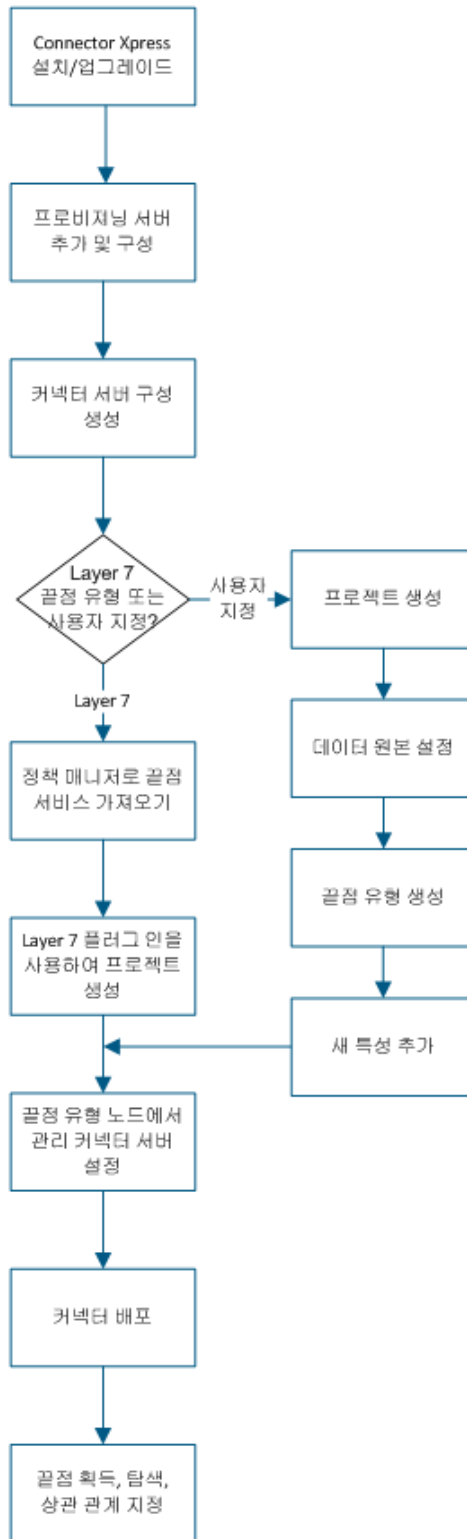 Connector Xpress
설치/업그레이드
프로비저닝 서버
추가 및 구성
커넥터 서버 구성
생성
Layer 7
끝점 유형 또는
사용자 지정?
사용자
지정
프로젝트 생성
Layer 7
데이터 원본 설정
정책 매니저로 끝점
서비스 가져오기
끝점 유형 생성
Layer 7 플러그 인을
사용하여 프로젝트
생성
새 특성 추가
끝점 유형 노드에서
관리 커넥터 서버
설정
커넥터 배포
끝점 획득, 탐색,
상관 관계 지정